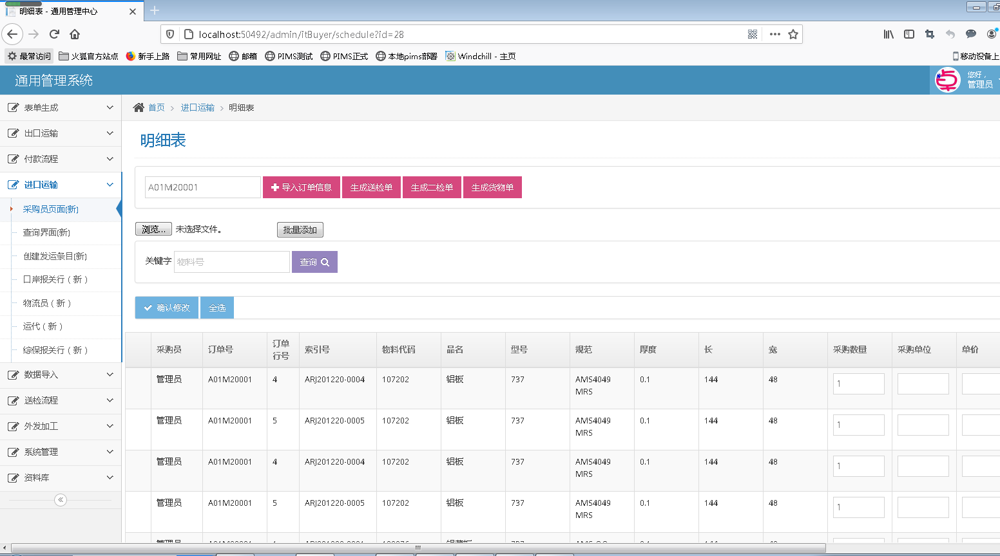 明细表 - 通用管理中心
localhost:50492/admin/itBuyer/schedule?id=28
最常访问 火狐官方站点 新手上路 常用网址 邮箱 PIMS测试 PIMS正式 本地pims部署 Windchill - 主页 移动设备上
通用管理系统
您好，
管理员
表单生成
出口运输
付款流程
进口运输
采购员页面(新)
查询界面(新)
创建发运条目(新)
口岸报关行（新）
物流员（新）
运代（新）
综保报关行（新）
数据导入
送检流程
外发加工
系统管理
资料库
首页 > 进口运输 > 明细表
明细表
A01M20001 导入订单信息 生成送检单 生成二检单 生成货物单
浏览... 未选择文件。 批量添加
关键字 物料号 查询
确认修改 全选
采购员 订单号 订单行号 索引号 物料代码 品名 型号 规范 厚度 长 宽 采购数量 采购单位 单价
管理员 A01M20001 4 ARJ201220-0004 107202 铝板 737 AMS4049 0.1 144 48 1
MRS
管理员 A01M20001 5 ARJ201220-0005 107202 铝板 737 AMS4049 0.1 144 48 1
MRS
管理员 A01M20001 4 ARJ201220-0004 107202 铝板 737 AMS4049 0.1 144 48 1
MRS
管理员 A01M20001 5 ARJ201220-0005 107202 铝板 737 AMS4049 0.1 144 48 1
MRS